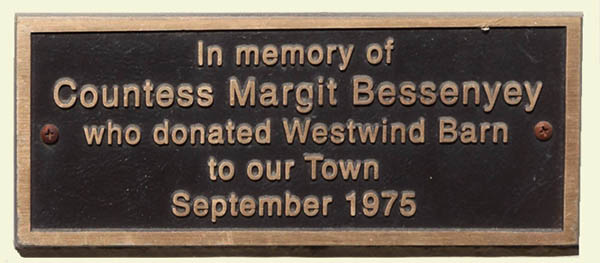 In memory of
Countess Margit Bessenyey
who donated Westwind Barn
to our Town
September 1975